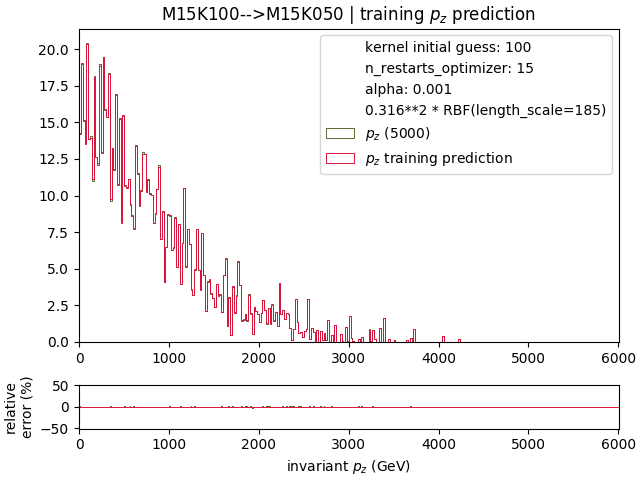 M15K100-->M15K050 | training p_z prediction
20.0
17.5
15.0
12.5
10.0
7.5
5.0
2.5
0.0
kernel initial guess: 100
n_restarts_optimizer: 15
alpha: 0.001
0.316**2 * RBF(length_scale=185)
p_z (5000)
p_z training prediction
0 1000 2000 3000 4000 5000 6000
relative
error (%)
50
0
−50
0 1000 2000 3000 4000 5000 6000
invariant p_z (GeV)